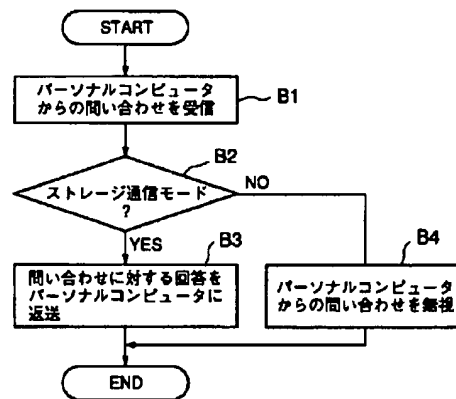 START
パーソナルコンピュータ
からの問い合わせを受信
B1
B2
ストレージ通信モード
?
NO
YES
B3
問い合わせに対する回答を
パーソナルコンピュータに
返送
B4
パーソナルコンピュータ
からの問い合わせを無視
END